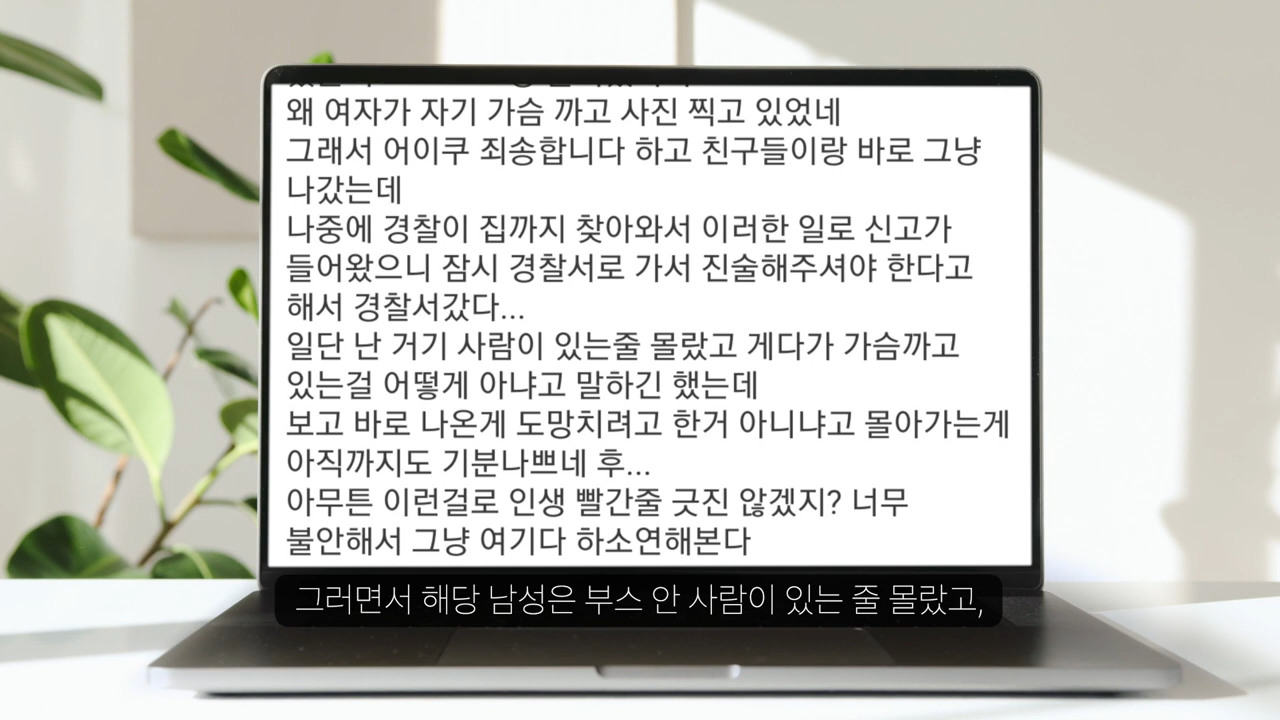 왜 여자가 자기 가슴 까고 사진 찍고 있었네
그래서 어이쿠 죄송합니다 하고 친구들이랑 바로 그냥
나갔는데
나중에 경찰이 집까지 찾아와서 이러한 일로 신고가
들어왔으니 잠시 경찰서로 가서 진술해주셔야 한다고
해서 경찰서갔다...
일단 난 거기 사람이 있는줄 몰랐고 게다가 가슴까고
있는걸 어떻게 아냐고 말하긴 했는데
보고 바로 나온게 도망치려고 한거 아니냐고 몰아가는게
아직까지도 기분나쁘네 후...
아무튼 이런걸로 인생 빨간줄 긋진 않겠지? 너무
불안해서 그냥 여기다 하소연해본다
그러면서 해당 남성은 부스 안 사람이 있는 줄 몰랐고,